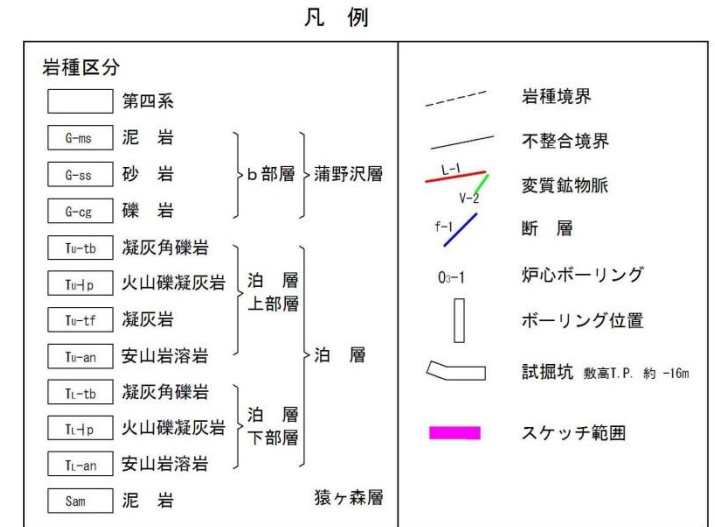 凡 例
岩種区分
第四系
G-ms 泥 岩
G-ss 砂 岩 b部層 蒲野沢層
G-cg 礫 岩
Tu-tb 凝灰角礫岩
Tu-lp 火山礫凝灰岩 泊 層
上部層
Tu-tf 凝灰岩
Tu-an 安山岩溶岩 泊 層
TL-tb 凝灰角礫岩
TL-lp 火山礫凝灰岩 泊 層
下部層
TL-an 安山岩溶岩
Sam 泥 岩 猿ヶ森層
岩種境界
不整合境界
L-1 V-2 変質鉱物脈
f-1 断 層
O3-1 炉心ボーリング
ボーリング位置
試掘坑 敷高T.P. 約 -16m
スケッチ範囲